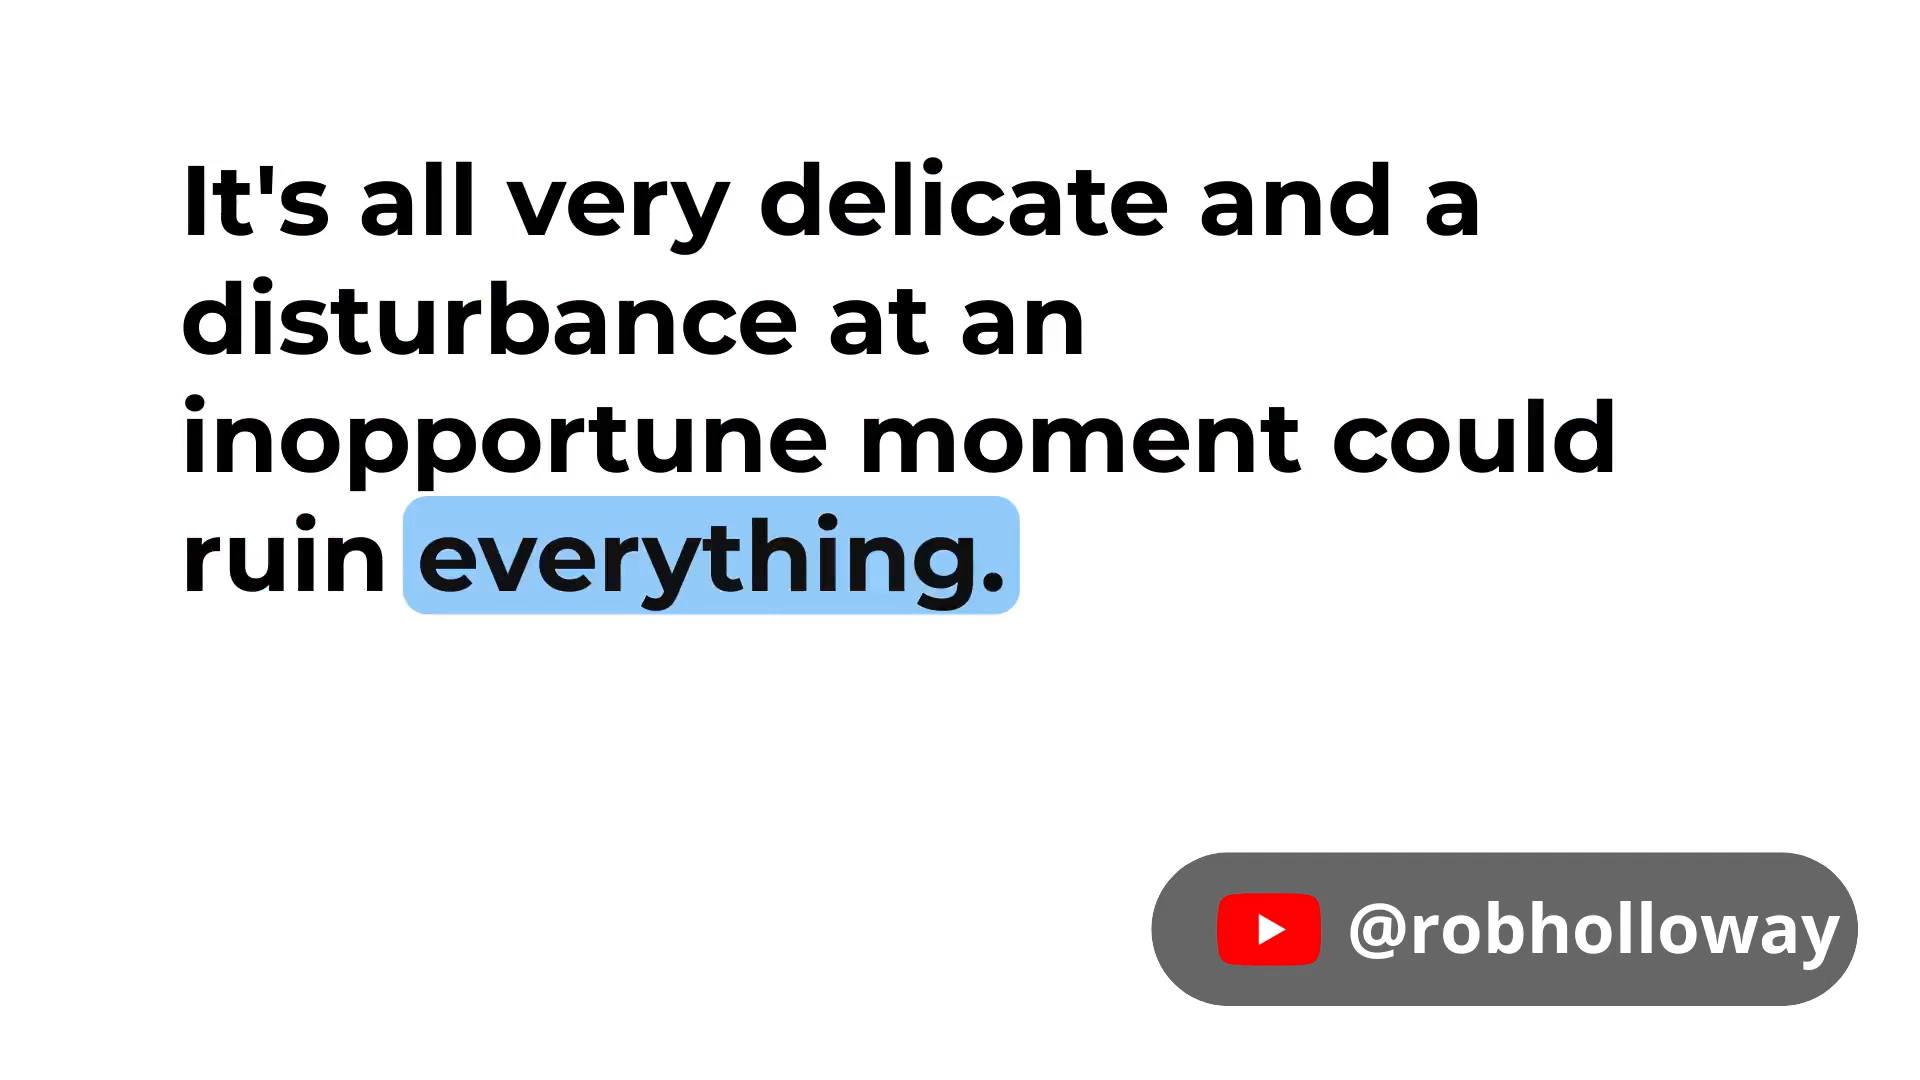 It's all very delicate and a
disturbance at an
inopportune moment could
ruin everything.
@robholloway